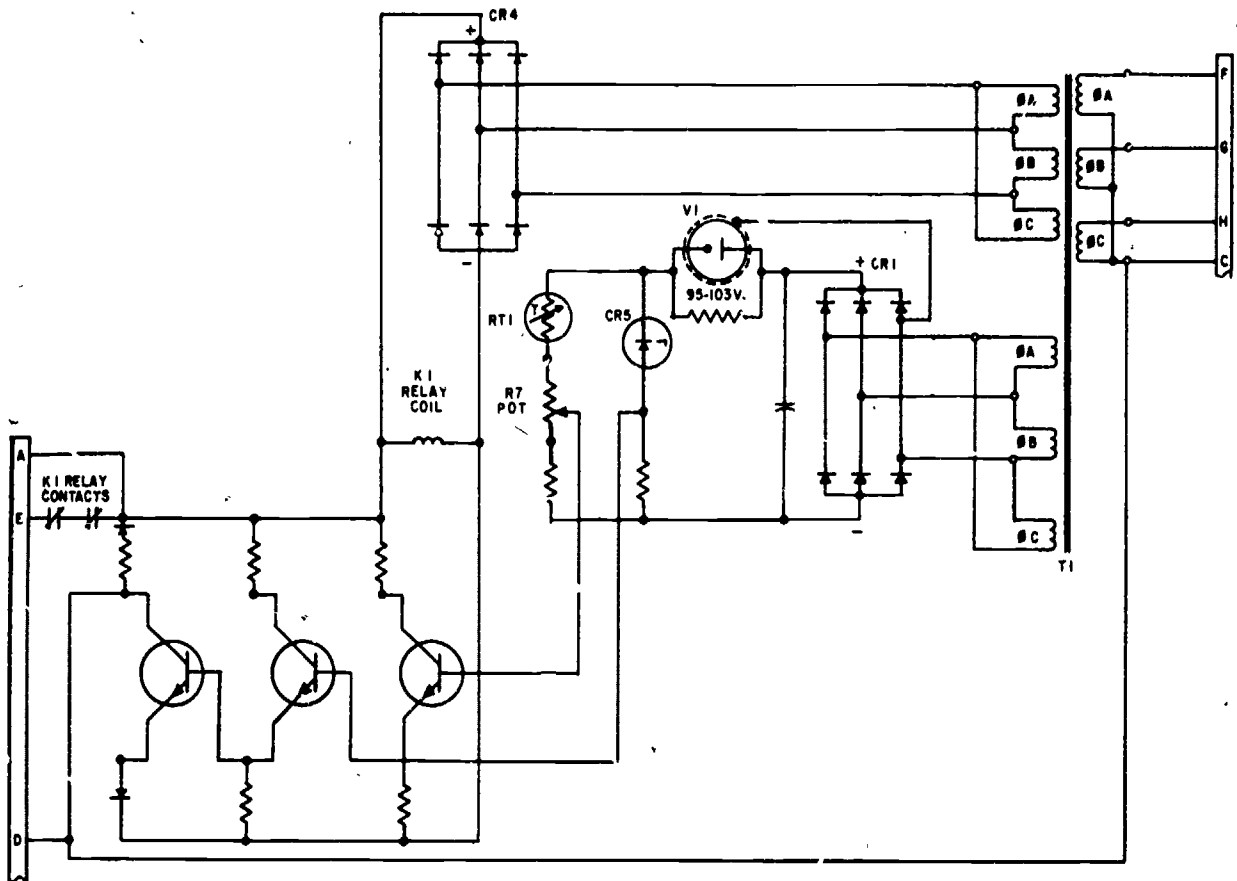 CR4
+
F
ØA
ØA
G
ØB
ØB
V1
H
ØC
ØC
C
-
+ CR1
95-103V.
RT1
T
CR5
ØA
K1
RELAY
COIL
R7
POT
ØB
A
K1 RELAY
CONTACTS
E
-
ØC
T1
D